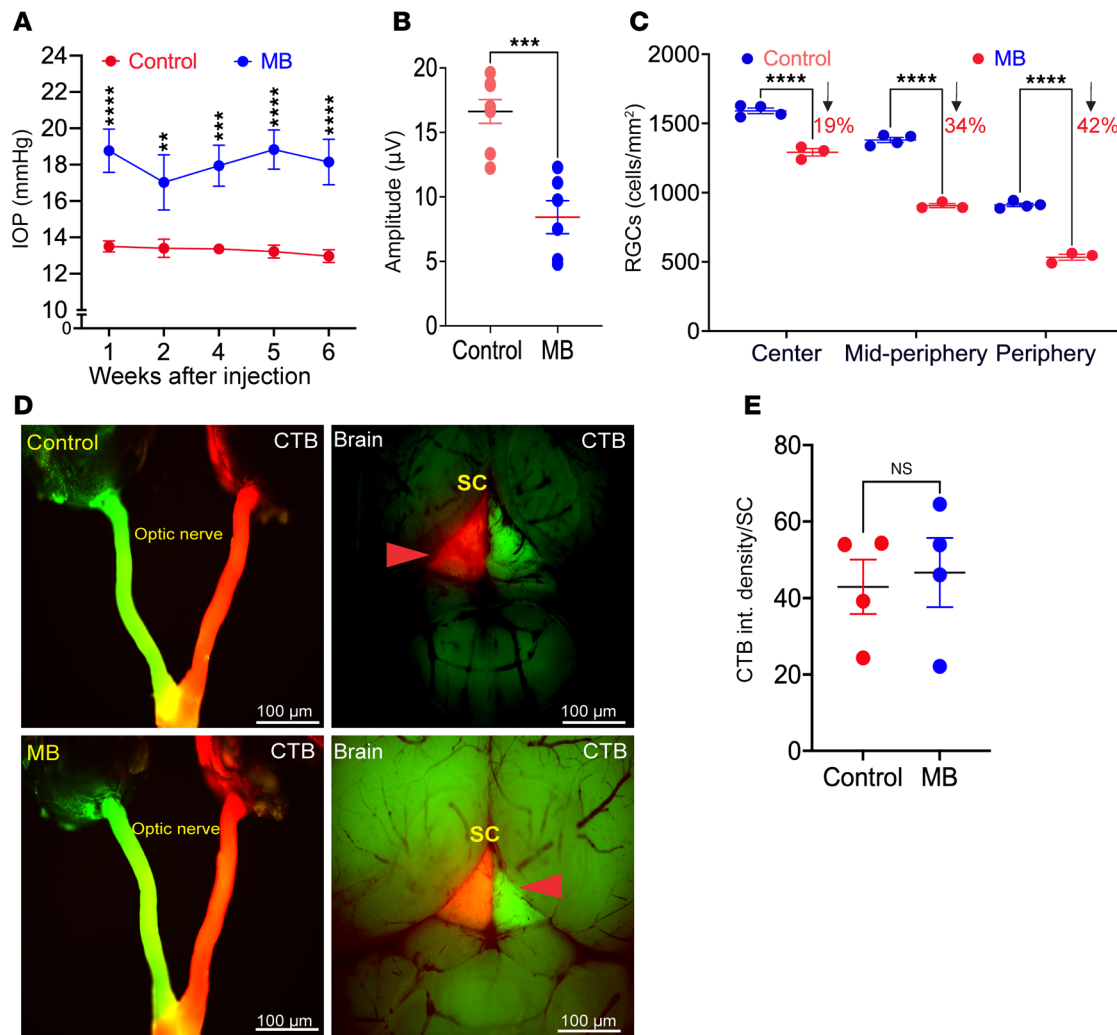 A
Control MB
IOP (mmHg)
24
22
20
18
16
14
12
10
0
**** ** *** **** ****
1 2 4 5 6
Weeks after injection
B
***
Amplitude (µV)
20
15
10
5
0
Control MB
C
Control MB
RGCs (cells/mm²)
2000
1500
1000
500
0
**** **** ****
19% 34% 42%
Center Mid-periphery Periphery
D
Control CTB
Optic nerve
100 µm
Brain CTB
SC
100 µm
MB CTB
Optic nerve
100 µm
Brain CTB
SC
100 µm
E
NS
CTB int. density/SC
80
60
40
20
0
Control MB